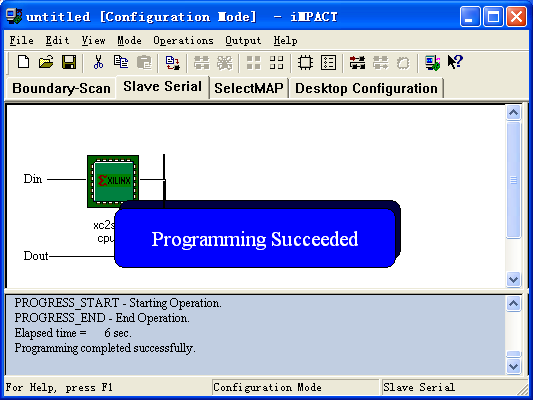 untitled [Configuration Mode] - iMPACT
File Edit View Mode Operations Output Help
Boundary-Scan Slave Serial SelectMAP Desktop Configuration
Din
XILINX
Programming Succeeded
Dout
PROGRESS_START - Starting Operation.
PROGRESS_END - End Operation.
Elapsed time = 6 sec.
Programming completed successfully.
For Help, press F1 Configuration Mode Slave Serial